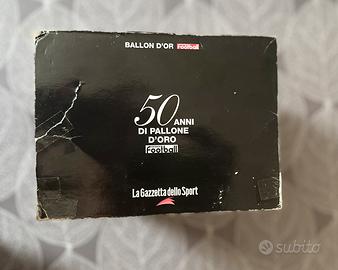 BALLON D'OR Football
50 ANNI
DI PALLONE
D'ORO
Football
La Gazzetta dello Sport
subito